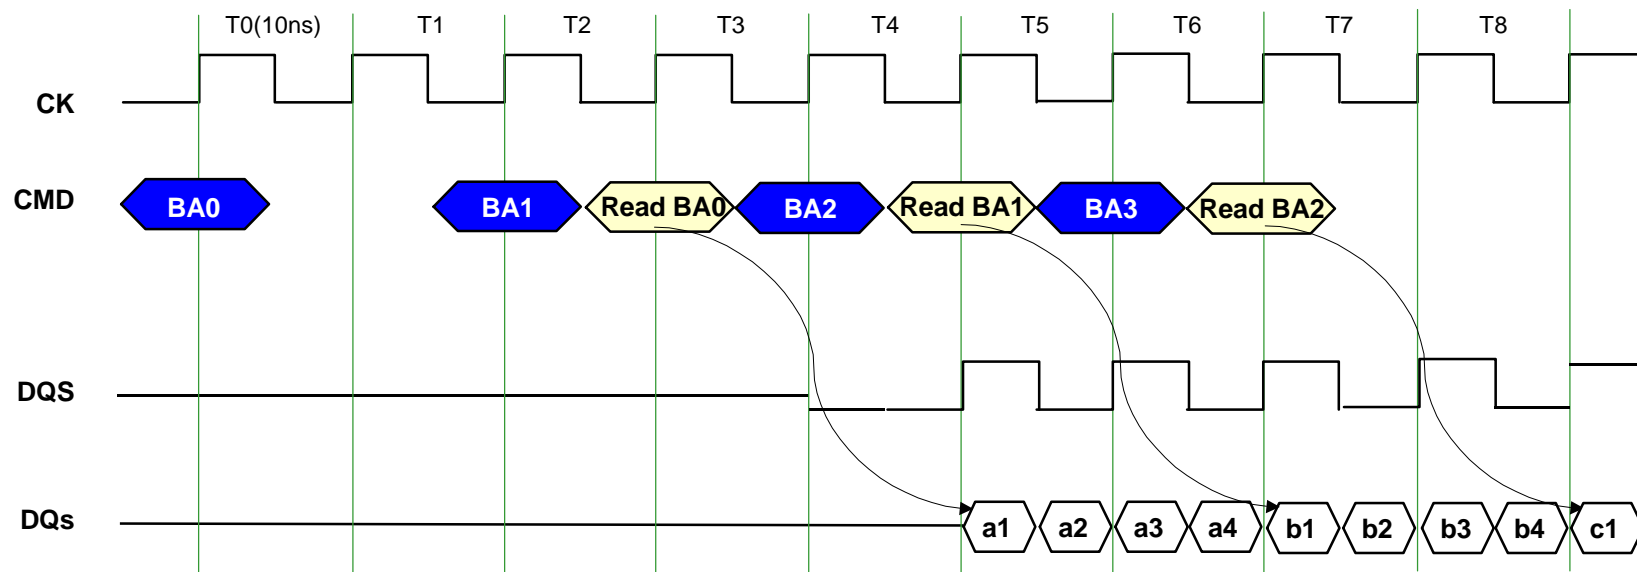 T0(10ns) T1 T2 T3 T4 T5 T6 T7 T8
CK
CMD BA0 BA1 Read BA0 BA2 Read BA1 BA3 Read BA2
DQS
DQs a1 a2 a3 a4 b1 b2 b3 b4 c1